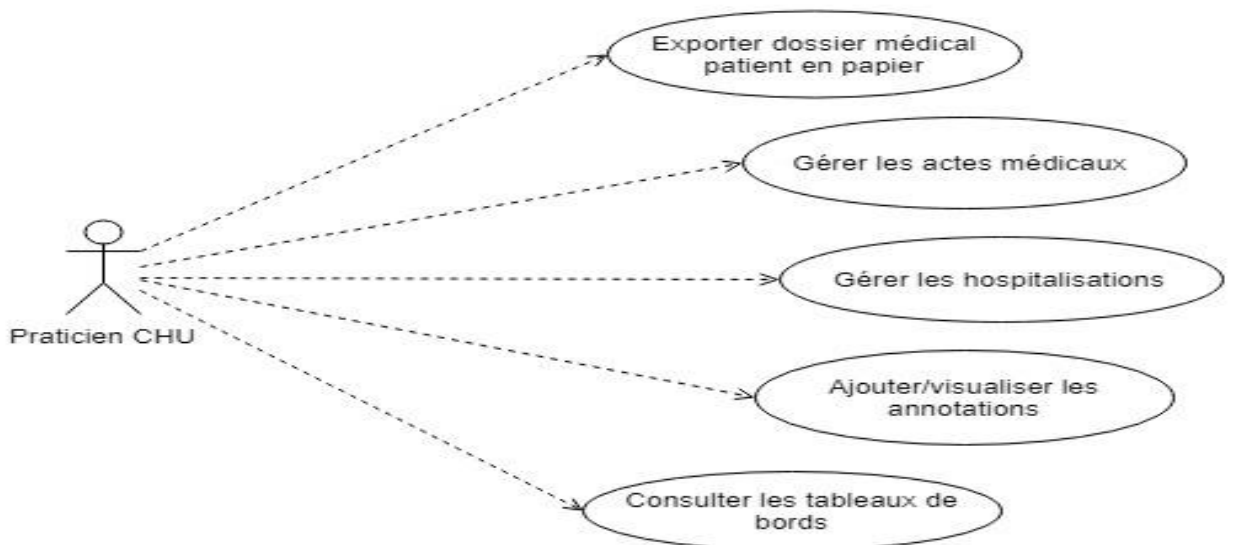 Exporter dossier médical
patient en papier
Gérer les actes médicaux
Gérer les hospitalisations
Praticien CHU
Ajouter/visualiser les
annotations
Consulter les tableaux de
bords